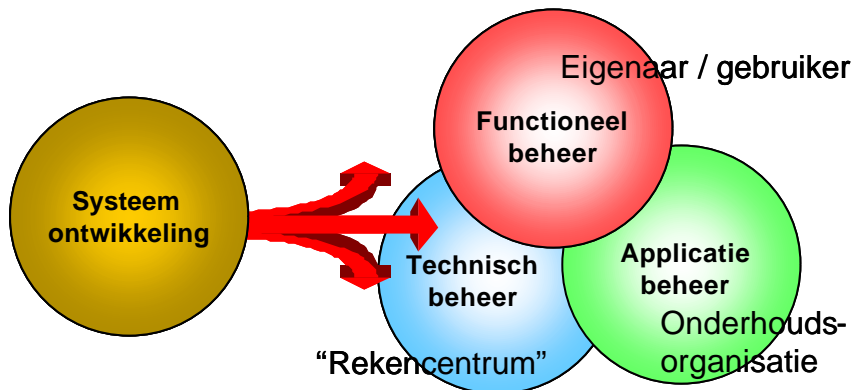 Eigenaar / gebruiker
Functioneel
beheer
Systeem
ontwikkeling
Technisch
beheer
Applicatie
beheer
Onderhouds-
organisatie
“Rekencentrum”